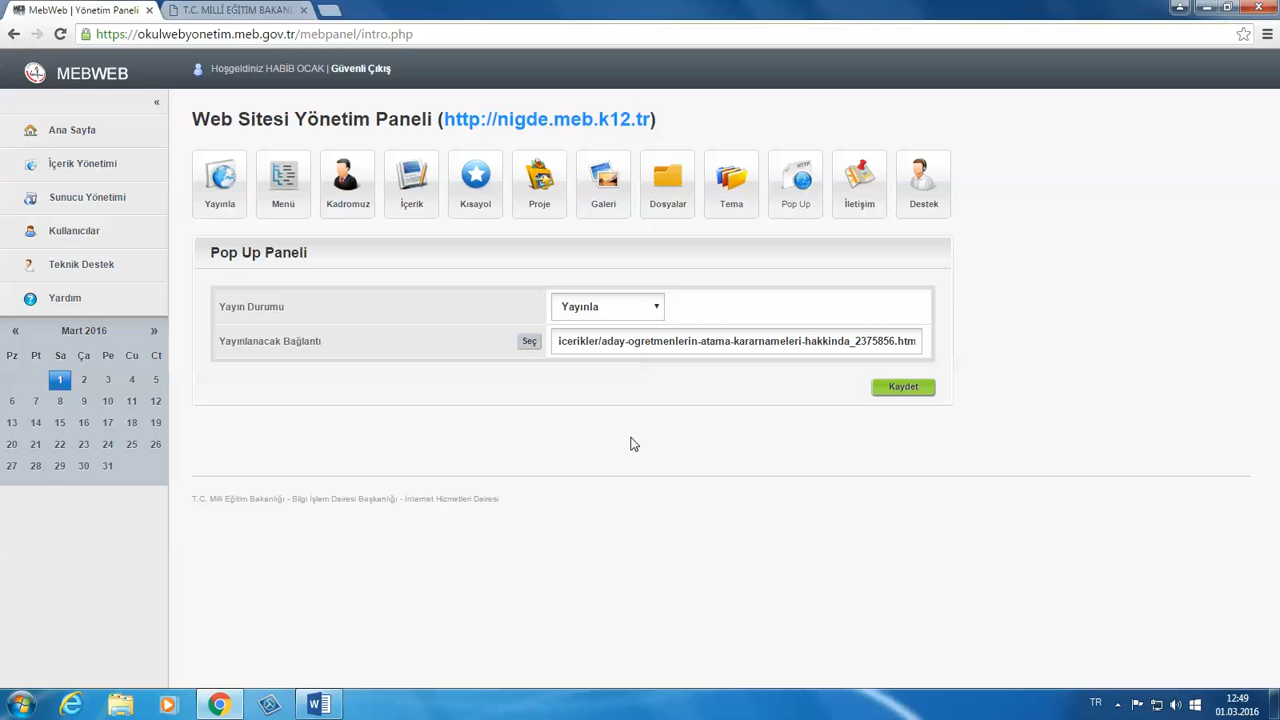 MebWeb | Yönetim Paneli
T.C. MİLLİ EĞİTİM BAKANL
https://okulwebyonetim.meb.gov.tr/mebpanel/intro.php
MEBWEB
Hoşgeldiniz HABİB OCAK | Güvenli Çıkış
«
Ana Sayfa
İçerik Yönetimi
Sunucu Yönetimi
Kullanıcılar
Teknik Destek
Yardım
« Mart 2016 »
Pz Pt Sa Ça Pe Cu Ct
1 2 3 4 5
6 7 8 9 10 11 12
13 14 15 16 17 18 19
20 21 22 23 24 25 26
27 28 29 30 31
Web Sitesi Yönetim Paneli (http://nigde.meb.k12.tr)
Yayınla Menü Kadromuz İçerik Kısayol Proje Galeri Dosyalar Tema Pop Up İletişim Destek
Pop Up Paneli
Yayın Durumu Yayınla
Yayınlanacak Bağlantı Seç icerikler/aday-ogretmenlerin-atama-kararnameleri-hakkinda_2375856.htm
Kaydet
T.C. Milli Eğitim Bakanlığı - Bilgi İşlem Dairesi Başkanlığı - İnternet Hizmetleri Dairesi
TR
12:49
01.03.2016